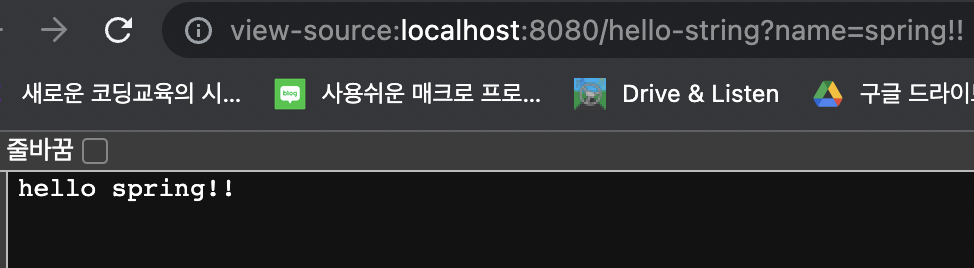 view-source:localhost:8080/hello-string?name=spring!!
새로운 코딩교육의 시... blog 사용쉬운 매크로 프로... Drive & Listen 구글 드라이브
줄바꿈
hello spring!!